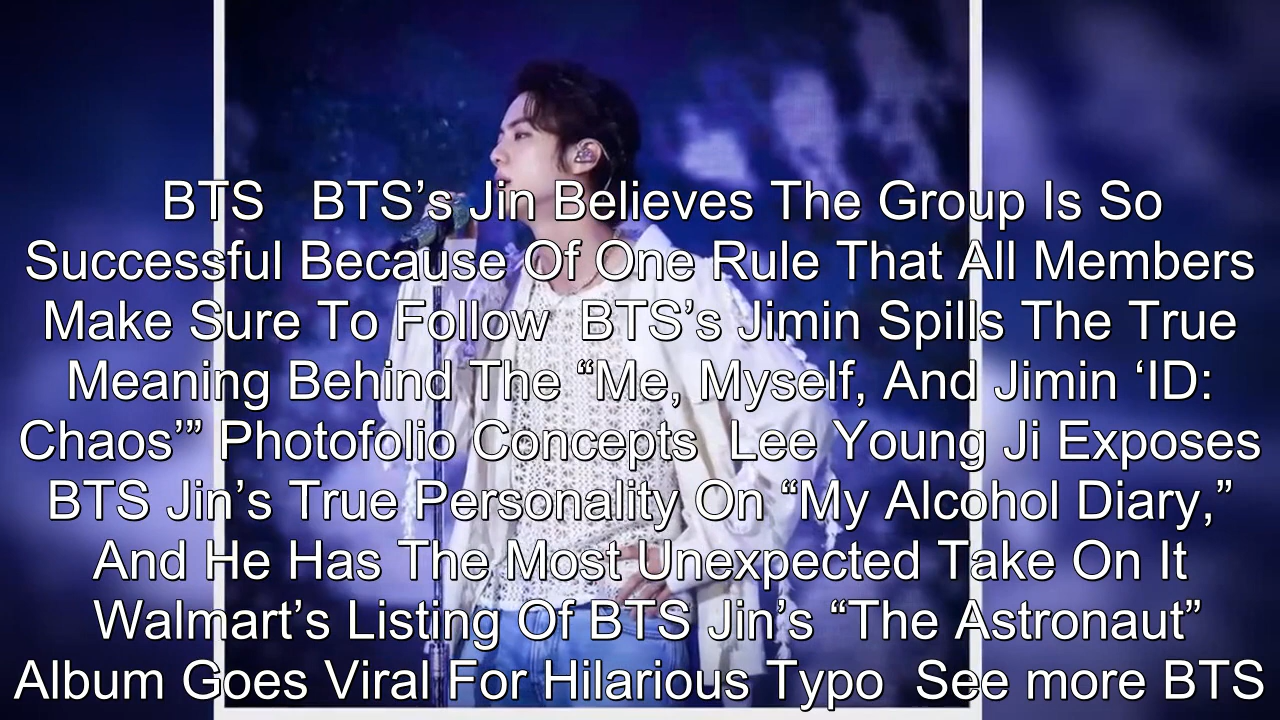 BTS   BTS’s Jin Believes The Group Is So
Successful Because Of One Rule That All Members
Make Sure To Follow  BTS’s Jimin Spills The True
Meaning Behind The “Me, Myself, And Jimin ‘ID:
Chaos’” Photofolio Concepts  Lee Young Ji Exposes
BTS Jin’s True Personality On “My Alcohol Diary,”
And He Has The Most Unexpected Take On It
Walmart’s Listing Of BTS Jin’s “The Astronaut”
Album Goes Viral For Hilarious Typo  See more BTS